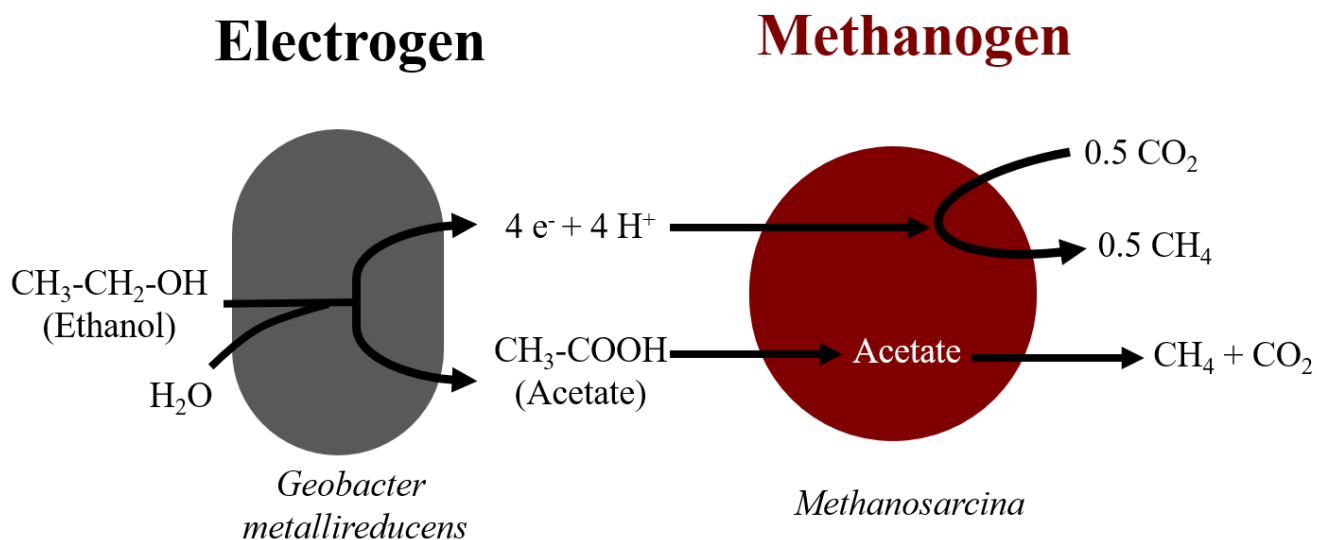 Electrogen
Methanogen
CH₃-CH₂-OH
(Ethanol)
H₂O
4 e⁻ + 4 H⁺
CH₃-COOH
(Acetate)
0.5 CO₂
0.5 CH₄
Acetate
CH₄ + CO₂
Geobacter
metallireducens
Methanosarcina